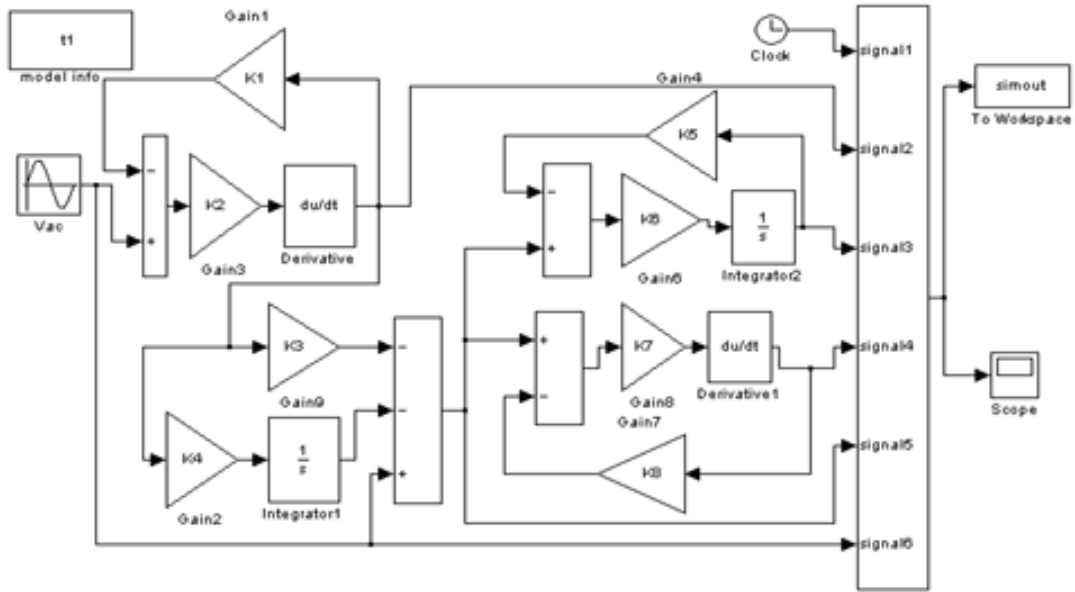 t1
model info
Gain1
K1
Vac
−
+
K2
Gain3
du/dt
Derivative
K3
Gain9
K4
Gain2
1
s
Integrator1
−
−
+
Clock
Gain4
K5
−
+
K6
Gain6
1
s
Integrator2
+
−
K7
Gain8
du/dt
Derivative1
Gain7
K8
signal1
signal2
signal3
signal4
signal5
signal6
simout
To Workspace
Scope